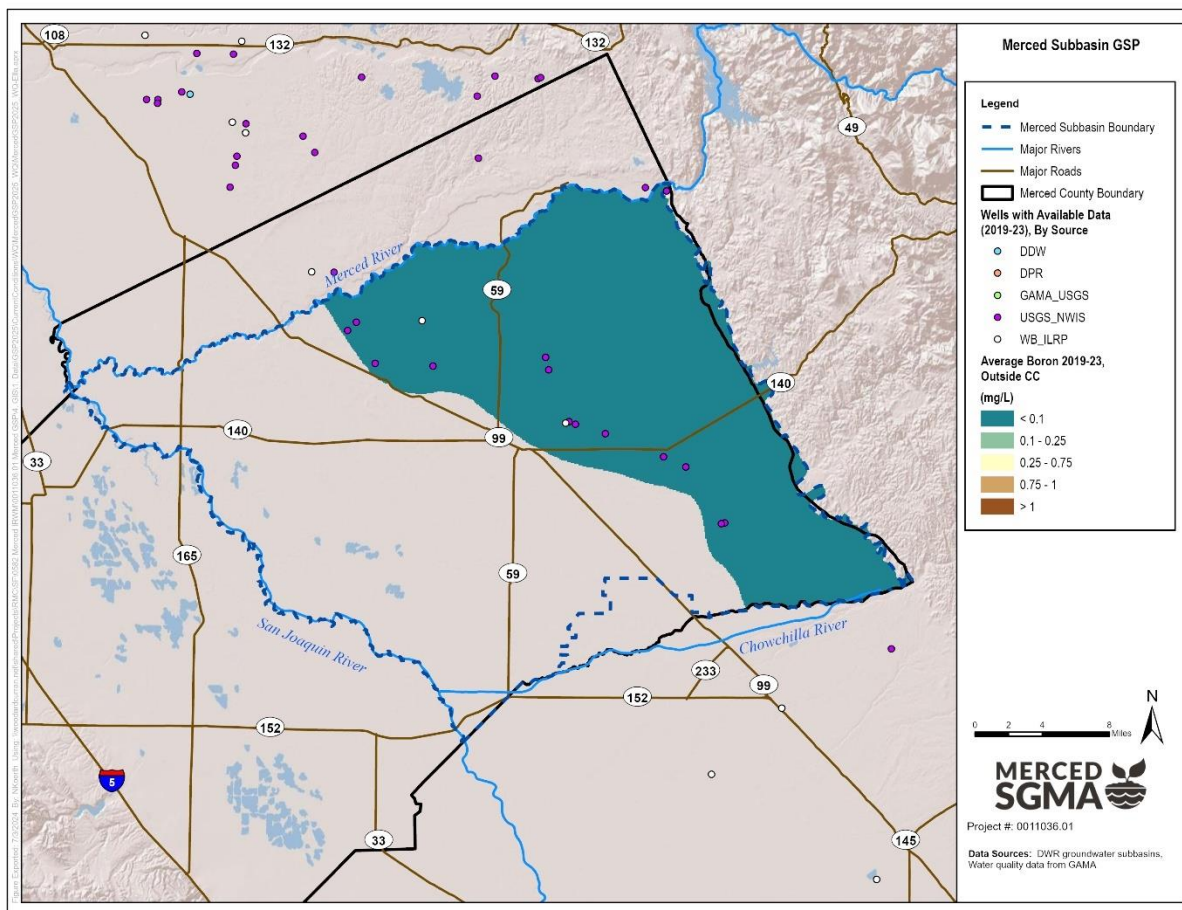 108
132
132
49
Merced River
59
140
140
99
33
165
59
San Joaquin River
Chowchilla River
233
152
99
152
5
33
145
Merced Subbasin GSP
Legend
Merced Subbasin Boundary
Major Rivers
Major Roads
Merced County Boundary
Wells with Available Data
(2019-23), By Source
DDW
DPR
GAMA_USGS
USGS_NWIS
WB_ILRP
Average Boron 2019-23,
Outside CC
(mg/L)
< 0.1
0.1 - 0.25
0.25 - 0.75
0.75 - 1
> 1
N
0 2 4 8
Miles
MERCED
SGMA
Project #: 0011036.01
Data Sources: DWR groundwater subbasins,
Water quality data from GAMA